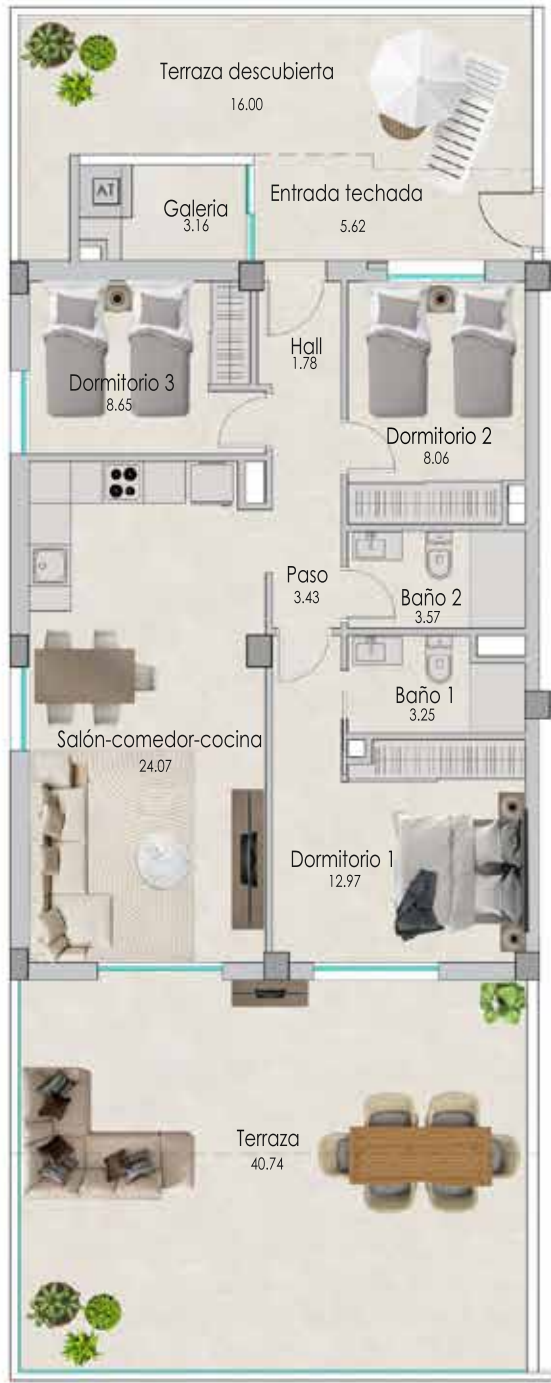 Terraza descubierta
16.00
AT
Galeria
3.16
Entrada techada
5.62
Hall
1.78
Dormitorio 3
8.65
Dormitorio 2
8.06
Paso
3.43
Baño 2
3.57
Baño 1
3.25
Salón-comedor-cocina
24.07
Dormitorio 1
12.97
Terraza
40.74